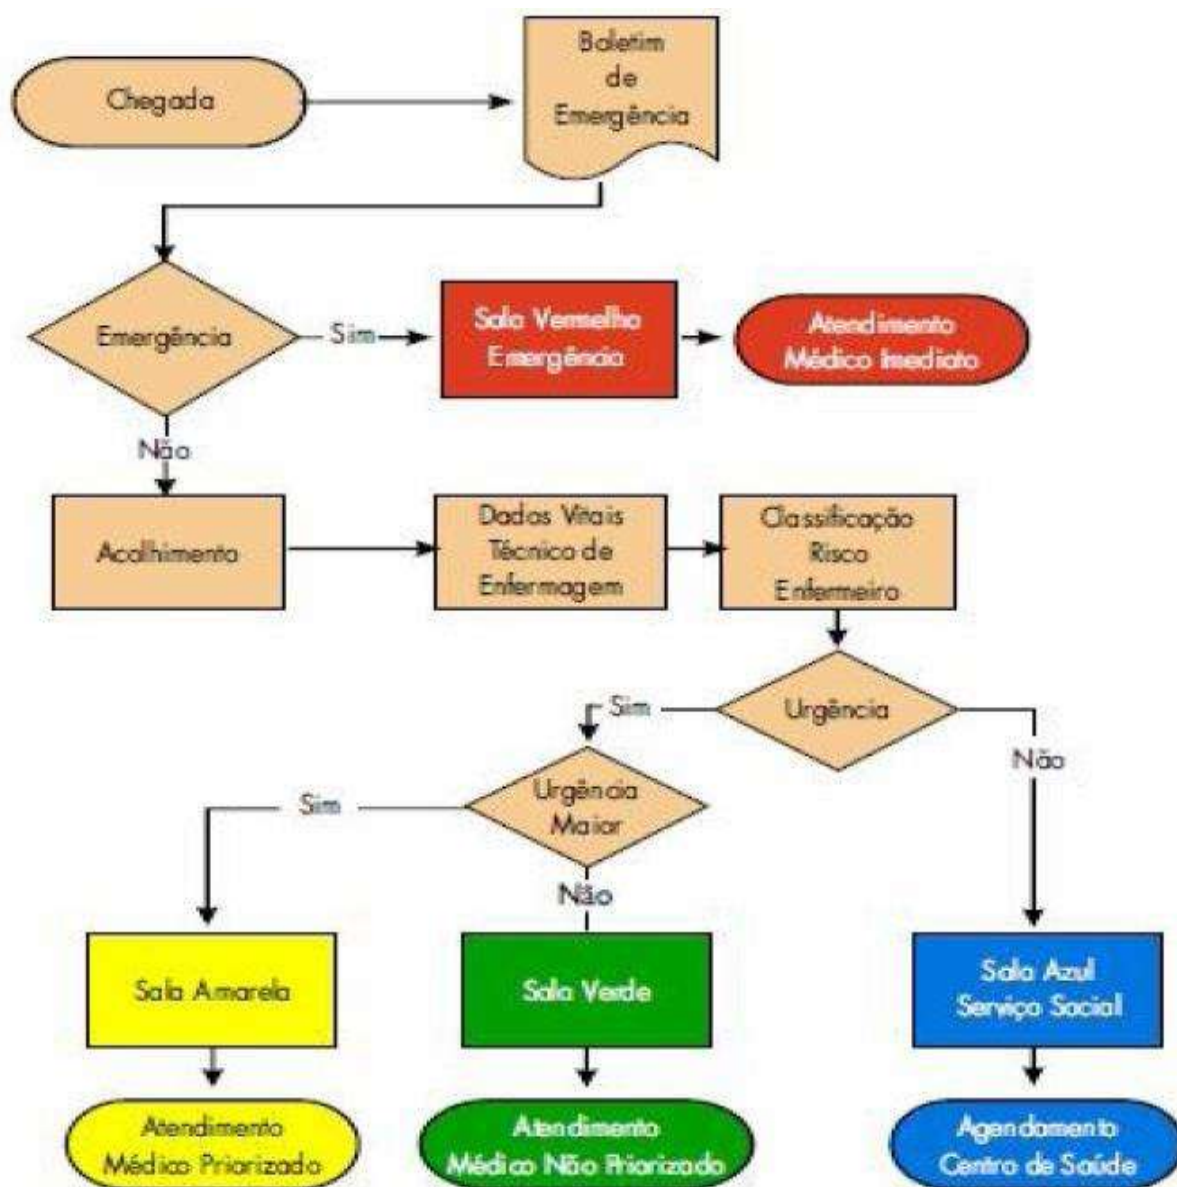 Chegada
Boletim
de
Emergência
Emergência
Sim
Sala Vermelha
Emergência
Atendimento
Médico Imediato
Não
Acolhimento
Dados Vitais
Técnico de
Enfermagem
Classificação
Risco
Enfermeiro
Urgência
Sim
Não
Urgência
Maior
Sim
Não
Sala Amarela
Sala Verde
Sala Azul
Serviço Social
Atendimento
Médico Priorizado
Atendimento
Médico Não Priorizado
Agendamento
Centro de Saúde